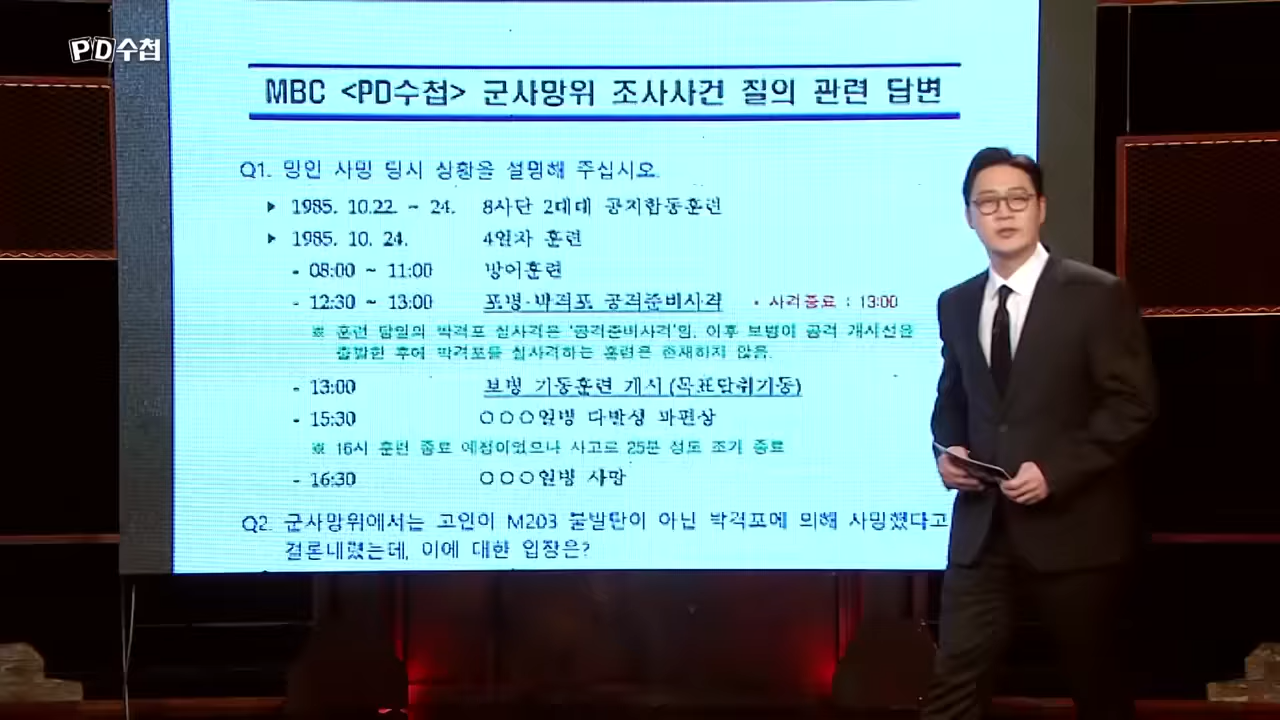 PD수첩
MBC <PD수첩> 군사망위 조사사건 질의 관련 답변
Q1. 망인 사망 당시 상황을 설명해 주십시오.
▶ 1985. 10.22. ~ 24. 8사단 2대대 공지합동훈련
▶ 1985. 10. 24. 4일차 훈련
- 08:00 ~ 11:00 방어훈련
- 12:30 ~ 13:00 포병·박격포 공격준비사격 • 사격종료 : 13:00
※ 훈련 당일의 박격포 실사격은 '공격준비사격'임. 이후 보병이 공격 개시선을
출발한 후에 박격포를 실사격하는 훈련은 존재하지 않음.
- 13:00 보병 기동훈련 개시 (목표탈취기동)
- 15:30 ○○○일병 다발성 파편상
※ 16시 훈련 종료 예정이었으나 사고로 25분 정도 조기 종료
- 16:30 ○○○일병 사망
Q2. 군사망위에서는 고인이 M203 불발탄이 아닌 박격포에 의해 사망했다고
결론내렸는데, 이에 대한 입장은?